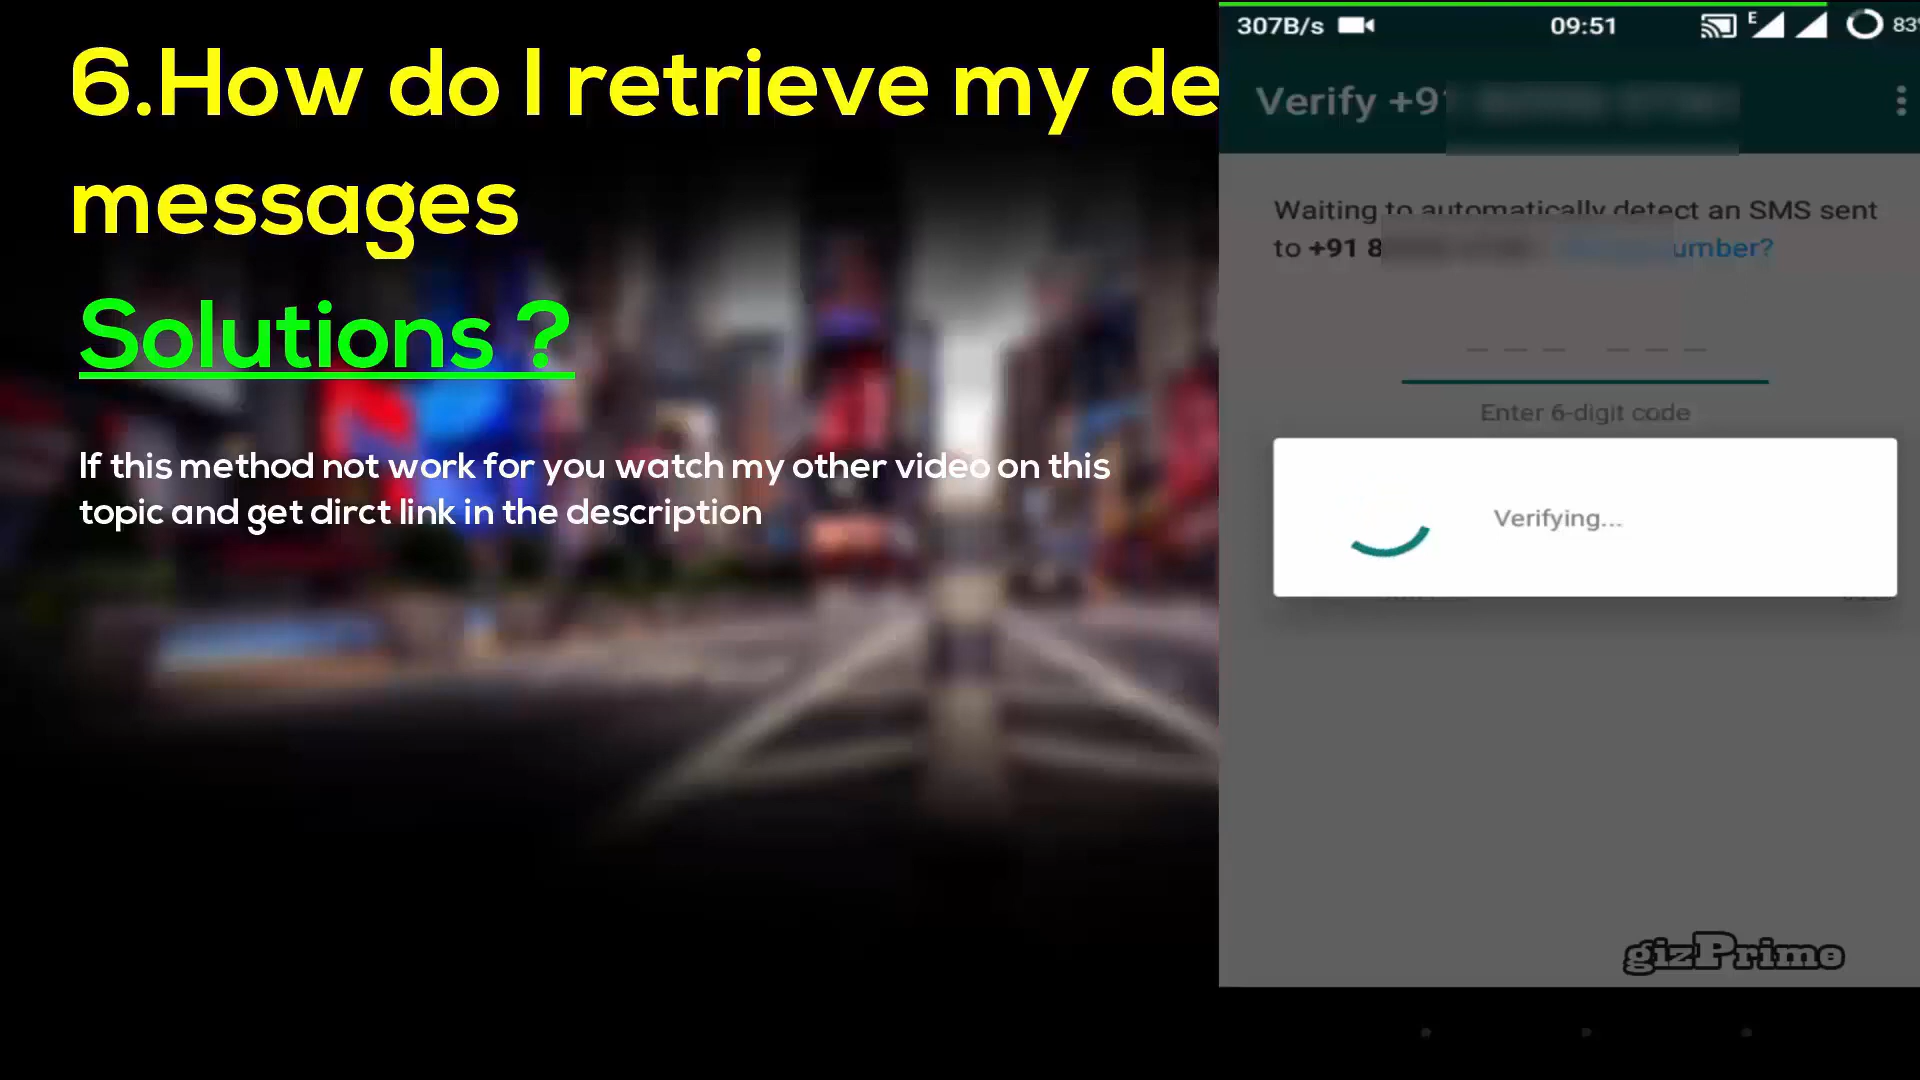 6.How do I retrieve my de
messages
Solutions ?
If this method not work for you watch my other video on this
topic and get dirct link in the description
307B/s
09:51
E
83
Verify +91
Waiting to automatically detect an SMS sent
to +91 8 umber?
Enter 6-digit code
Verifying...
gizPrime